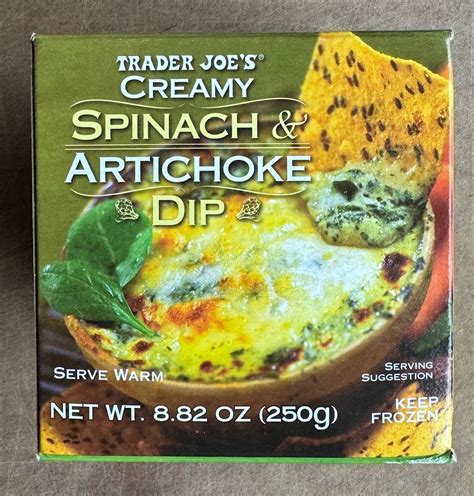 TRADER JOE'S®
CREAMY
SPINACH &
ARTICHOKE
DIP
SERVE WARM
SERVING
SUGGESTION
NET WT. 8.82 OZ (250g)
KEEP
FROZEN